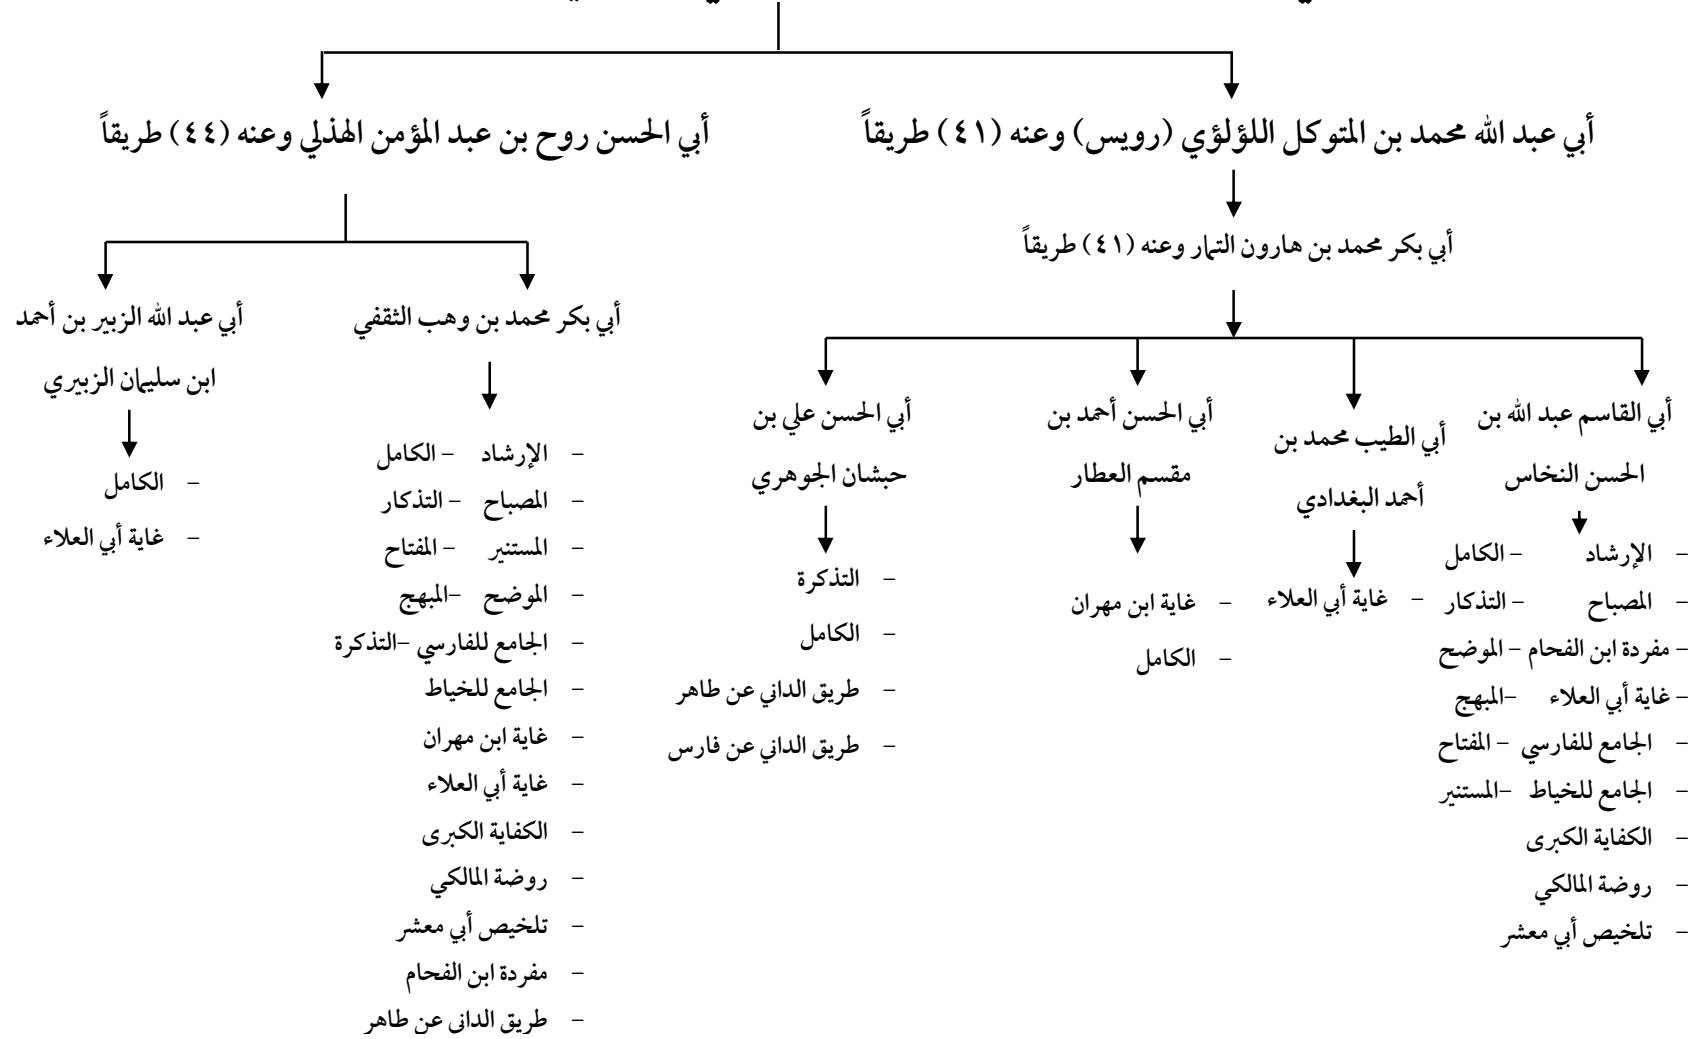 أبي عبد الله محمد بن المتوكل اللؤلؤي (رويس) وعنه (٤١) طريقاً
أبي الحسن روح بن عبد المؤمن الهذلي وعنه (٤٤) طريقاً
أبي بكر محمد بن هارون التمار وعنه (٤١) طريقاً
أبي القاسم عبد الله بن
الحسن النخاس
– الإرشاد – الكامل
– المصباح – التذكار
– مفردة ابن الفحام – الموضح
– غاية أبي العلاء –المبهج
– الجامع للفارسي – المفتاح
– الجامع للخياط –المستنير
– الكفاية الكبرى
– روضة المالكي
– تلخيص أبي معشر
أبي الطيب محمد بن
أحمد البغدادي
– غاية أبي العلاء
أبي الحسن أحمد بن
مقسم العطار
– غاية ابن مهران
– الكامل
أبي الحسن علي بن
حبشان الجوهري
– التذكرة
– الكامل
– طريق الداني عن طاهر
– طريق الداني عن فارس
أبي بكر محمد بن وهب الثقفي
– الإرشاد – الكامل
– المصباح – التذكار
– المستنير – المفتاح
– الموضح –المبهج
– الجامع للفارسي –التذكرة
– الجامع للخياط
– غاية ابن مهران
– غاية أبي العلاء
– الكفاية الكبرى
– روضة المالكي
– تلخيص أبي معشر
– مفردة ابن الفحام
– طريق الداني عن طاهر
أبي عبد الله الزبير بن أحمد
ابن سليمان الزبيري
– الكامل
– غاية أبي العلاء